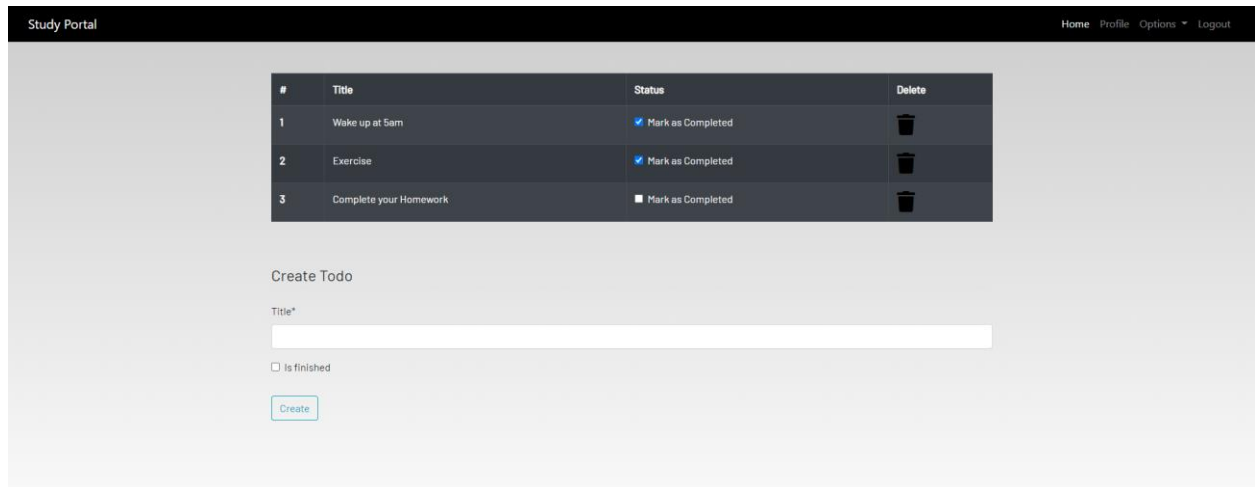 Study Portal Home Profile Options Logout
# Title Status Delete
1 Wake up at 5am Mark as Completed
2 Exercise Mark as Completed
3 Complete your Homework Mark as Completed
Create Todo
Title*
Is finished
Create